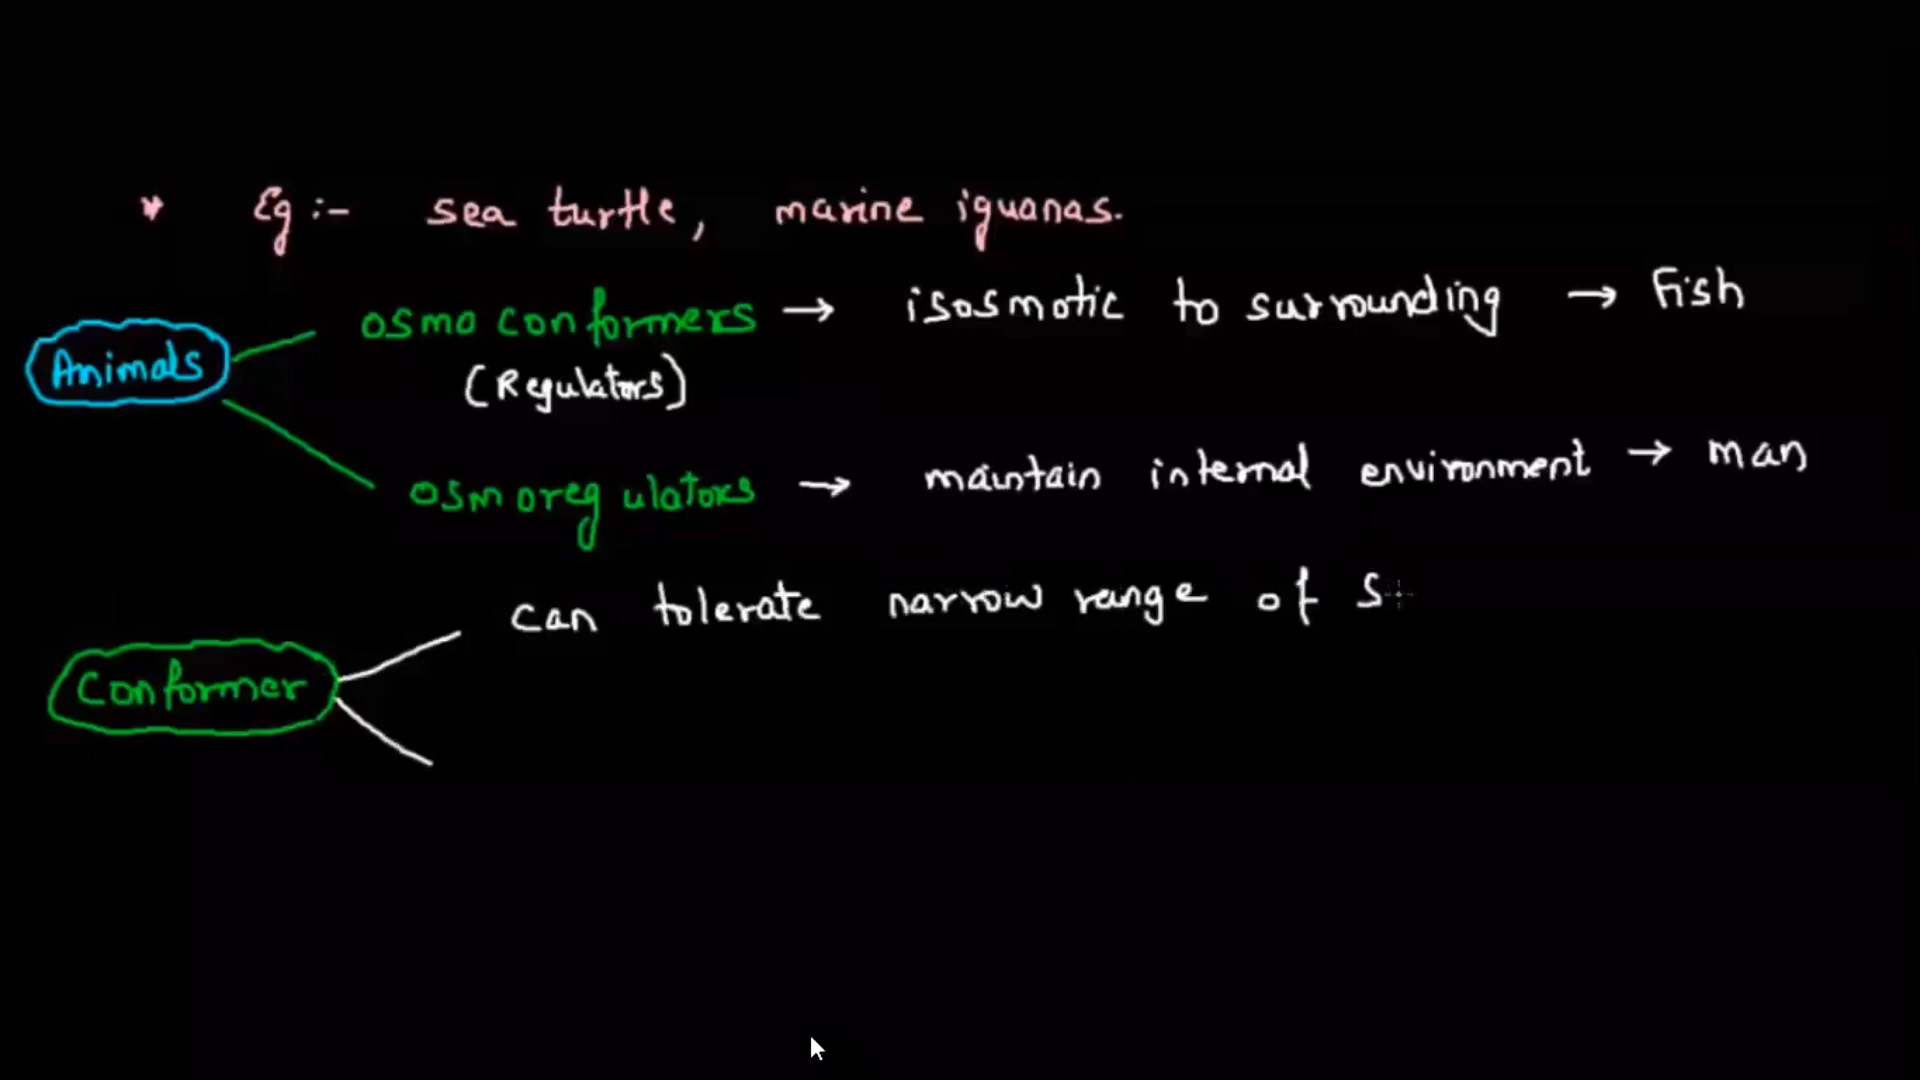 * Eg :- sea turtle, marine iguanas.
osmo conformers → isosmotic to surrounding → Fish
Animals
(Regulators)
osmoregulators → maintain internal environment → man
can tolerate narrow range of S
Conformer